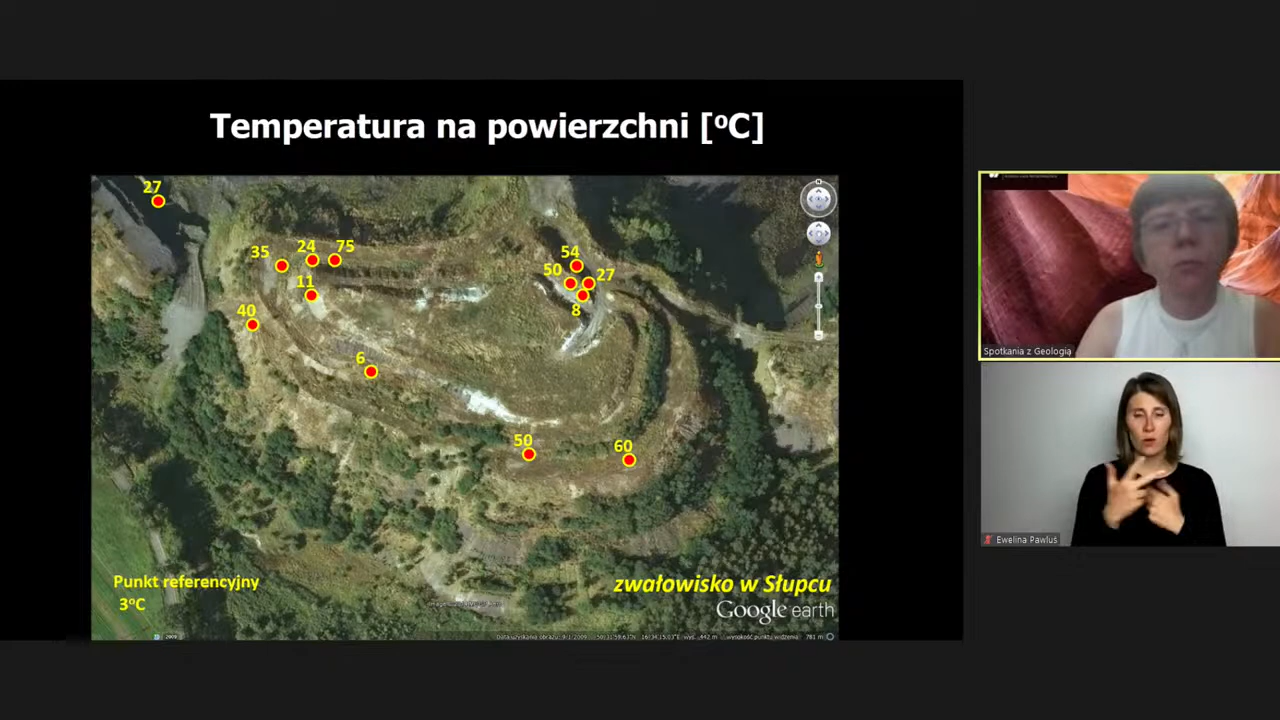 Temperatura na powierzchni [ºC]
27
35
24
75
11
40
6
54
50
27
8
50
60
Punkt referencyjny
3ºC
zwałowisko w Słupcu
Google earth
2009
Spotkania z Geologią
Ewelina Pawluś